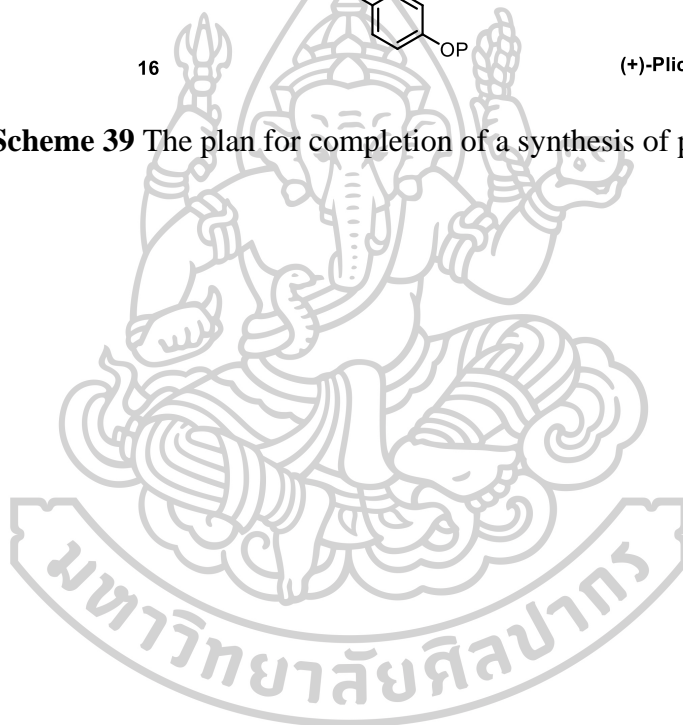 OP
16
(+)-Plic
Scheme 39 The plan for completion of a synthesis of p
มหาวิทยาลัยศิลปากร